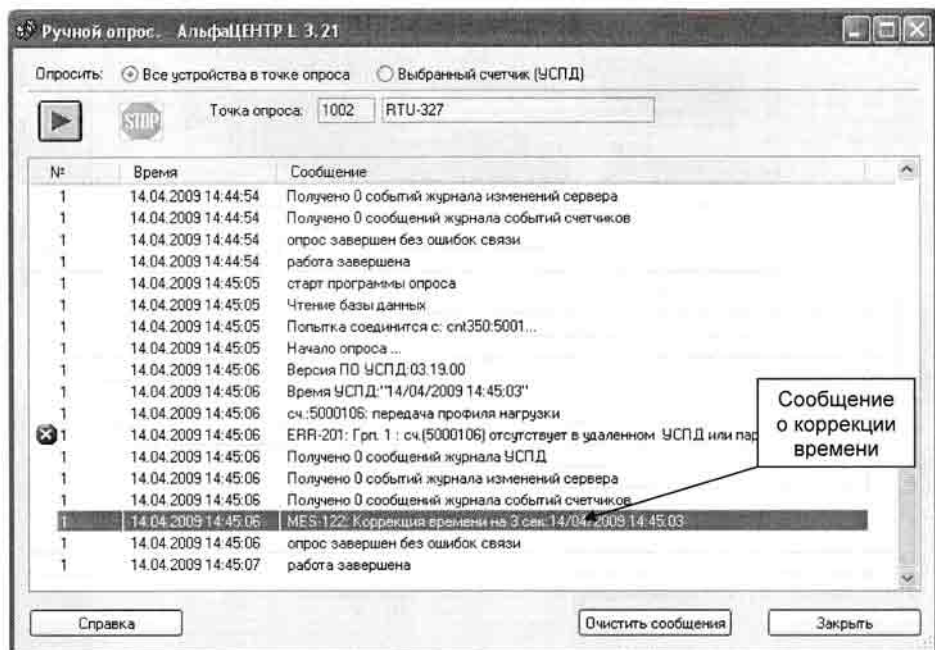 Ручной опрос. АльфаЦЕНТР L 3.21
Опросить: Все устройства в точке опроса Выбранный счетчик (УСПД)
STOP Точка опроса: 1002 RTU-327
№ Время Сообщение
1 14.04.2009 14:44:54 Получено 0 событий журнала изменений сервера
1 14.04.2009 14:44:54 Получено 0 сообщений журнала событий счетчиков
1 14.04.2009 14:44:54 опрос завершен без ошибок связи
1 14.04.2009 14:44:54 работа завершена
1 14.04.2009 14:45:05 старт программы опроса
1 14.04.2009 14:45:05 Чтение базы данных
1 14.04.2009 14:45:05 Попытка соединится с: cnt350:5001...
1 14.04.2009 14:45:05 Начало опроса ...
1 14.04.2009 14:45:06 Версия ПО УСПД:03.19.00
1 14.04.2009 14:45:06 Время УСПД:"14/04/2009 14:45:03"
1 14.04.2009 14:45:06 сч.:5000106: передача профиля нагрузки
1 14.04.2009 14:45:06 ERR-201: Грп. 1 : сч.(5000106) отсутствует в удаленном УСПД или пар
1 14.04.2009 14:45:06 Получено 0 сообщений журнала УСПД
1 14.04.2009 14:45:06 Получено 0 событий журнала изменений сервера
1 14.04.2009 14:45:06 Получено 0 сообщений журнала событий счетчиков
1 14.04.2009 14:45:06 MES-122: Коррекция времени на 3 сек:14/04/2009 14:45:03
1 14.04.2009 14:45:06 опрос завершен без ошибок связи
1 14.04.2009 14:45:07 работа завершена
Сообщение
о коррекции
времени
Справка Очистить сообщения Закрыть